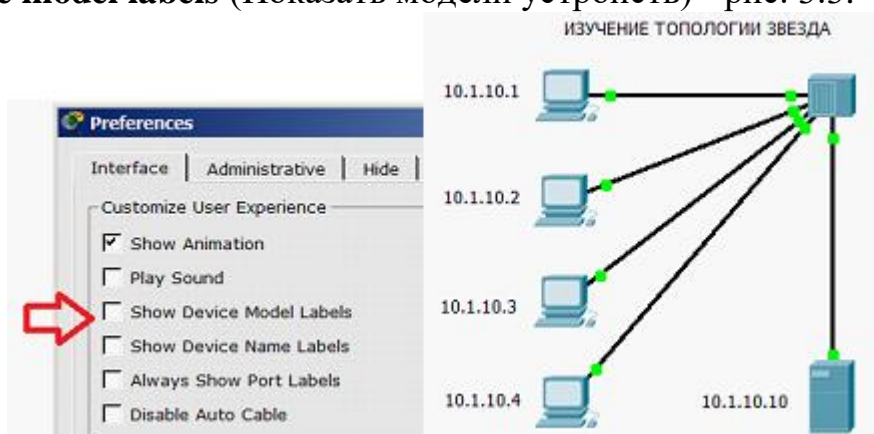 model labels (Показать модели устройств) - рис. 3.3.
ИЗУЧЕНИЕ ТОПОЛОГИИ ЗВЕЗДА
Preferences
Interface
Administrative
Hide
Customize User Experience
Show Animation
Play Sound
Show Device Model Labels
Show Device Name Labels
Always Show Port Labels
Disable Auto Cable
10.1.10.1
10.1.10.2
10.1.10.3
10.1.10.4
10.1.10.10